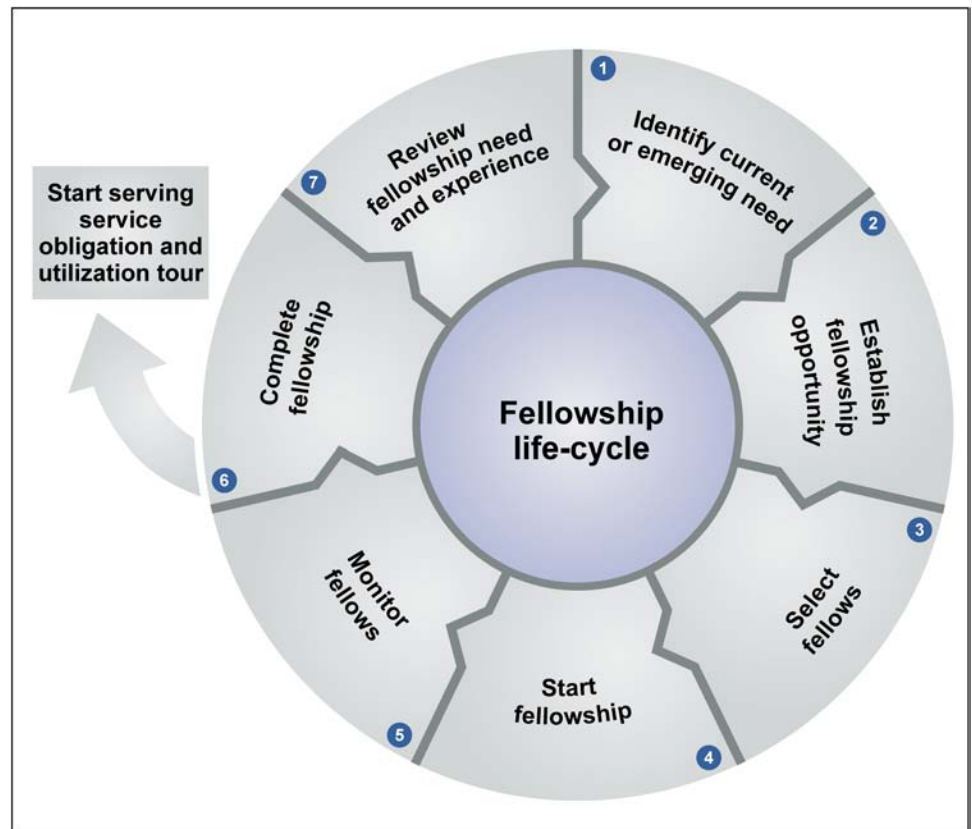 1
Identify current
or emerging need
2
Establish
fellowship
opportunity
3
Select
fellows
4
Start
fellowship
5
Monitor
fellows
6
Complete
fellowship
7
Review
fellowship need
and experience
Start serving
service
obligation and
utilization tour
Fellowship
life-cycle